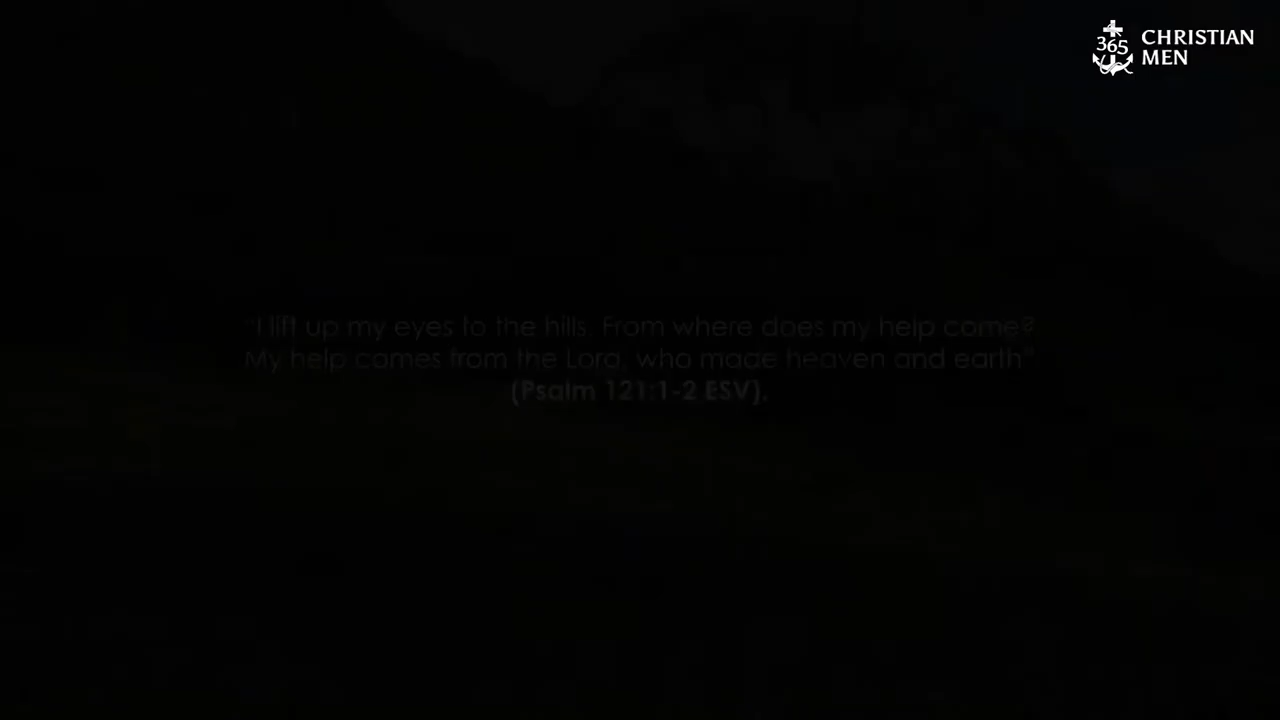 365
CHRISTIAN
MEN
"I lift up my eyes to the hills. From where does my help come?
My help comes from the Lord, who made heaven and earth"
(Psalm 121:1-2 ESV).